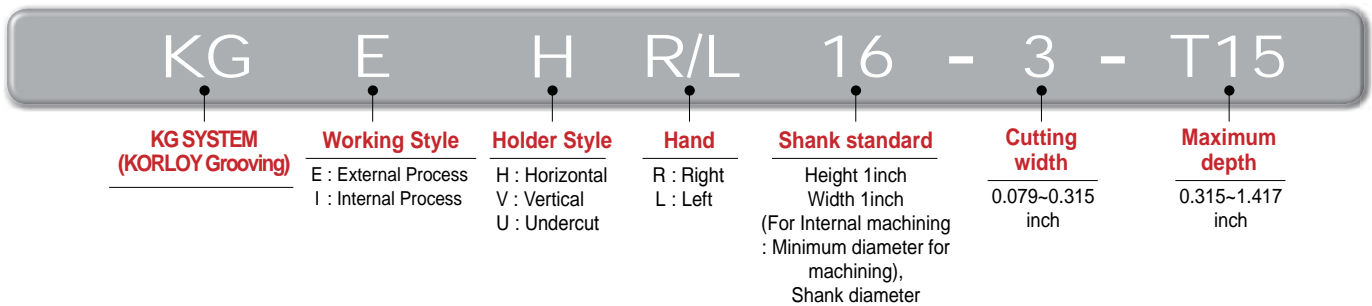 KG E H R/L 16 - 3 - T15
KG SYSTEM
(KORLOY Grooving)
Working Style
E : External Process
I : Internal Process
Holder Style
H : Horizontal
V : Vertical
U : Undercut
Hand
R : Right
L : Left
Shank standard
Height 1inch
Width 1inch
(For Internal machining
: Minimum diameter for
machining),
Shank diameter
Cutting
width
0.079~0.315
inch
Maximum
depth
0.315~1.417
inch